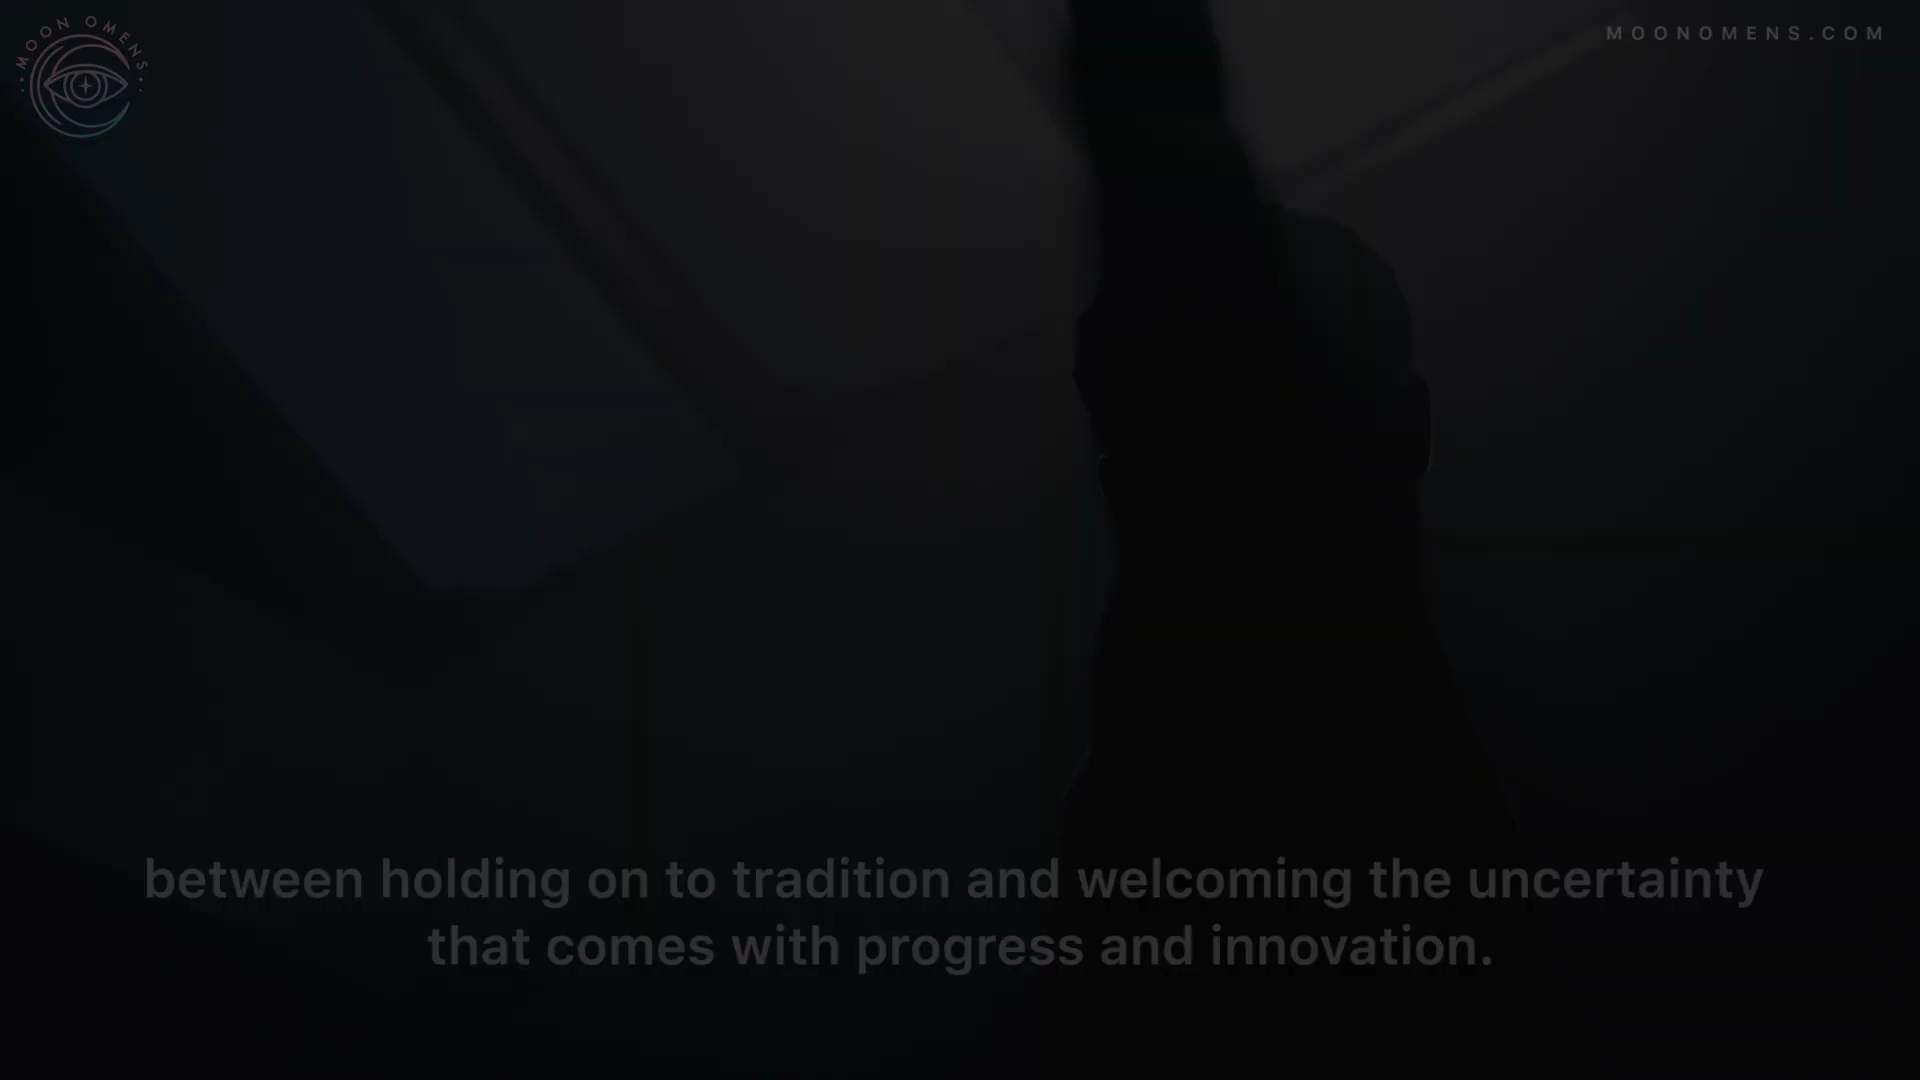 MOON OMENS
MOONOMENS.COM
between holding on to tradition and welcoming the uncertainty
that comes with progress and innovation.